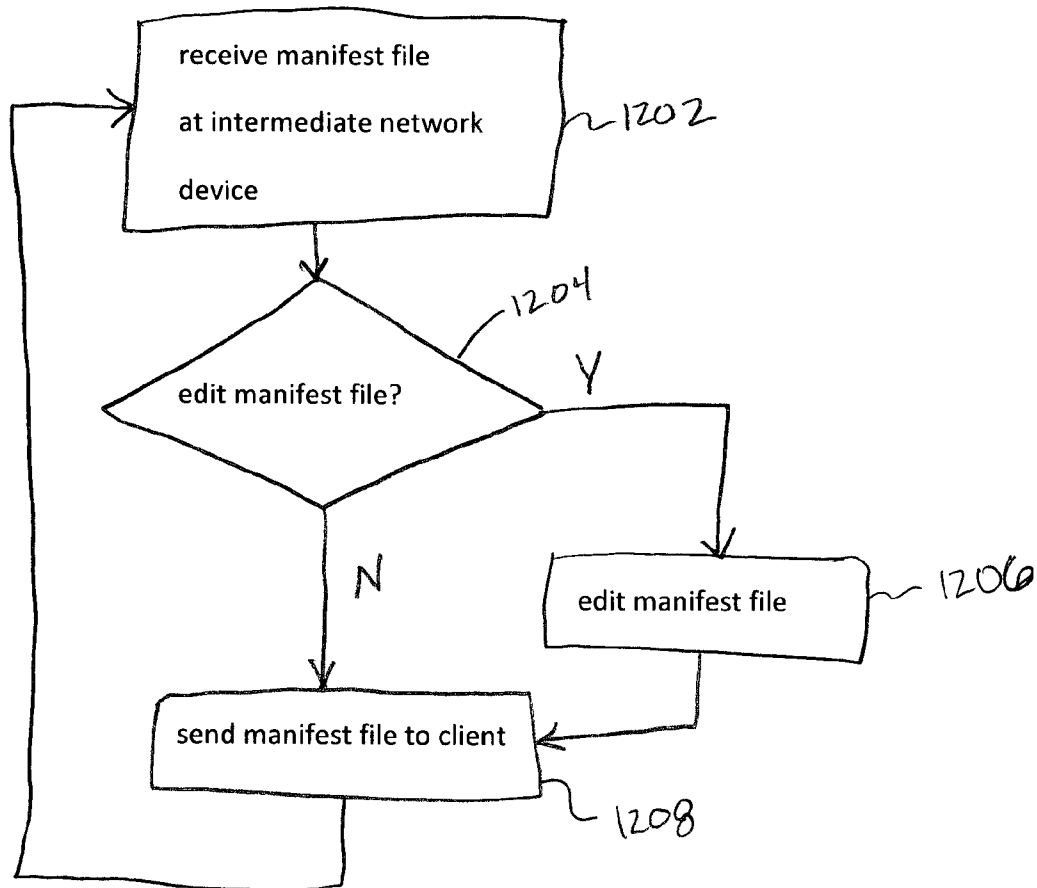 receive manifest file
at intermediate network
device
1202
1204
edit manifest file?
Y
N
edit manifest file
1206
send manifest file to client
1208